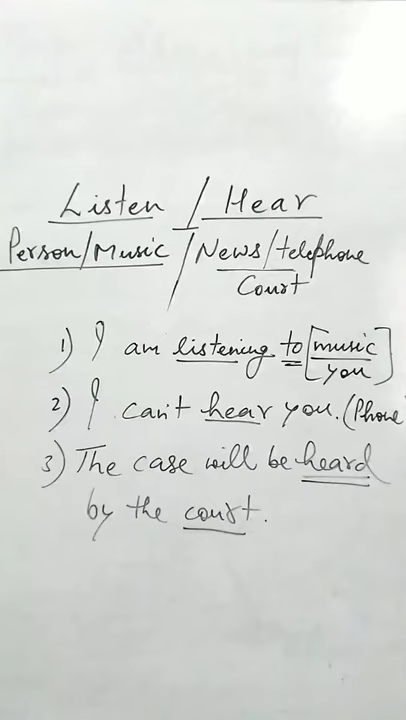 Listen / Hear
Person/Music / News/telephone
Court
1) I am listening to [music
you]
2) I can't hear you. (Phone
3) The case will be heard
by the court.